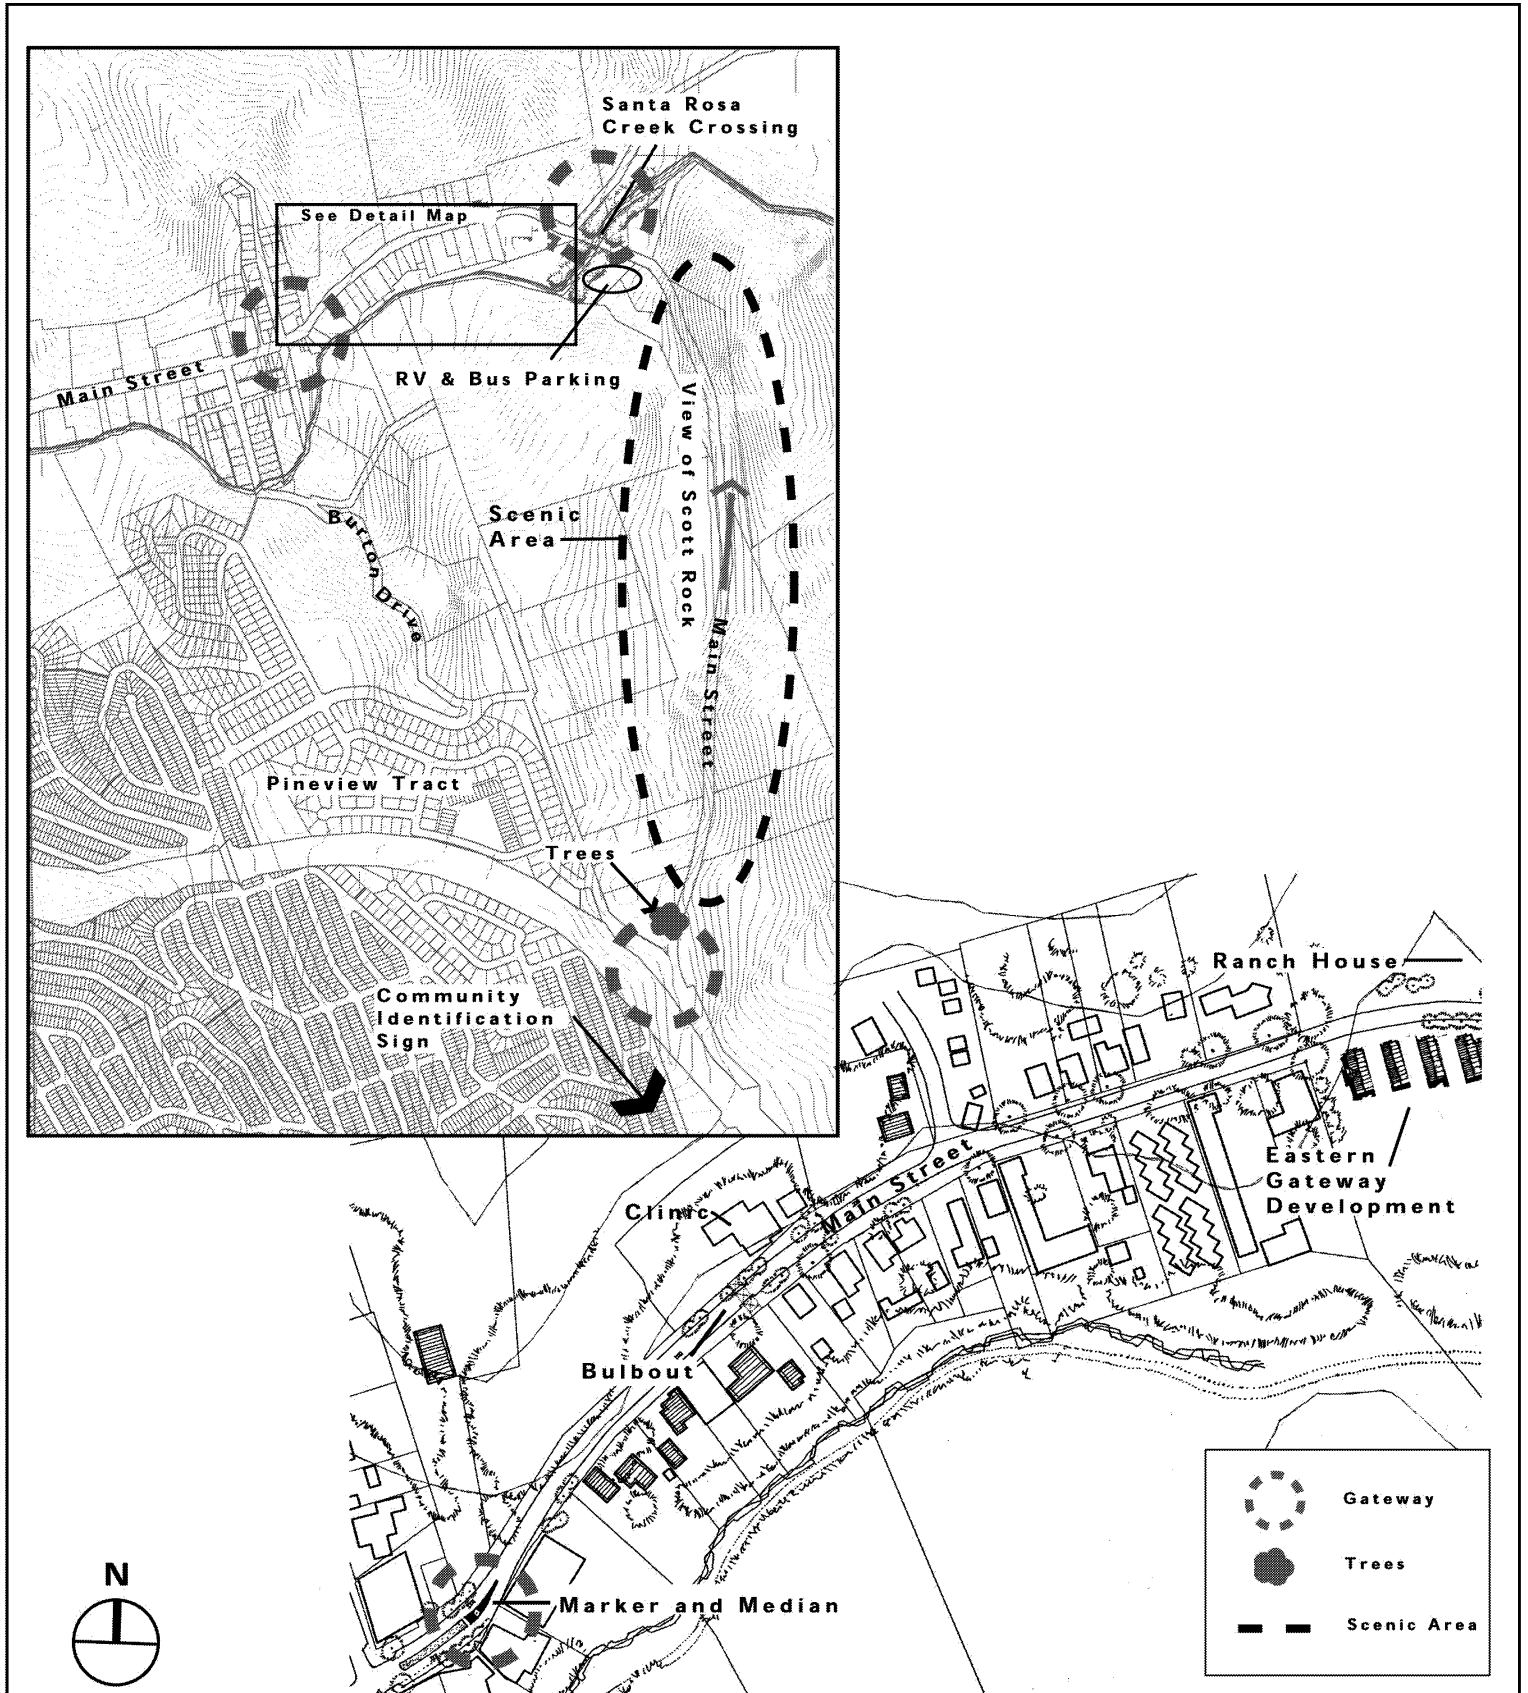 Santa Rosa
Creek Crossing
See Detail Map
Main Street
RV & Bus Parking
View of Scott Rock
Scenic
Area
Burton Drive
Main Street
Pineview Tract
Trees
Community
Identification
Sign
Ranch House
Eastern
Gateway
Development
Main Street
Clinic
Bulbout
Marker and Median
N
Gateway
Trees
Scenic Area